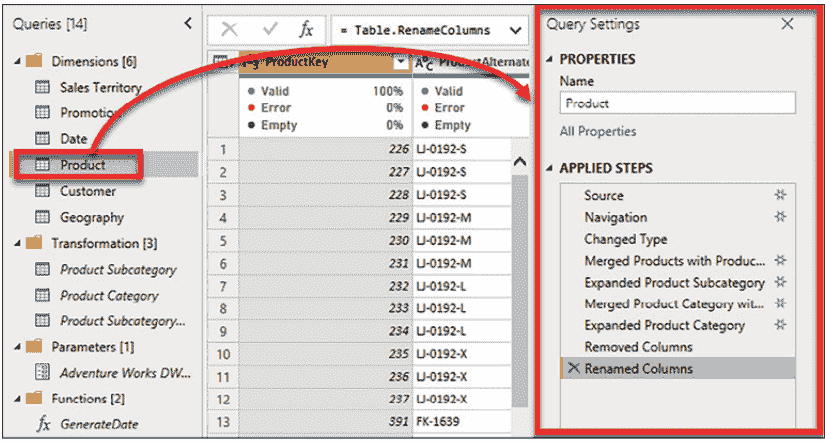 Queries [14]
Dimensions [6]
Sales Territory
Promotion
Date
Product
Customer
Geography
Transformation [3]
Product Subcategory
Product Category
Product Subcategory...
Parameters [1]
Adventure Works DW...
Functions [2]
fx GenerateDate
fx = Table.RenameColumns
ProductKey
ABC ProductAlternate
Valid 100%
Error 0%
Empty 0%
Valid
Error
Empty
1 226 LJ-0192-S
2 227 LJ-0192-S
3 228 LJ-0192-S
4 229 LJ-0192-M
5 230 LJ-0192-M
6 231 LJ-0192-M
7 232 LJ-0192-L
8 233 LJ-0192-L
9 234 LJ-0192-L
10 235 LJ-0192-X
11 236 LJ-0192-X
12 237 LJ-0192-X
13 391 FK-1639
Query Settings
PROPERTIES
Name
Product
All Properties
APPLIED STEPS
Source
Navigation
Changed Type
Merged Products with Produc...
Expanded Product Subcategory
Merged Product Category wit...
Expanded Product Category
Removed Columns
Renamed Columns